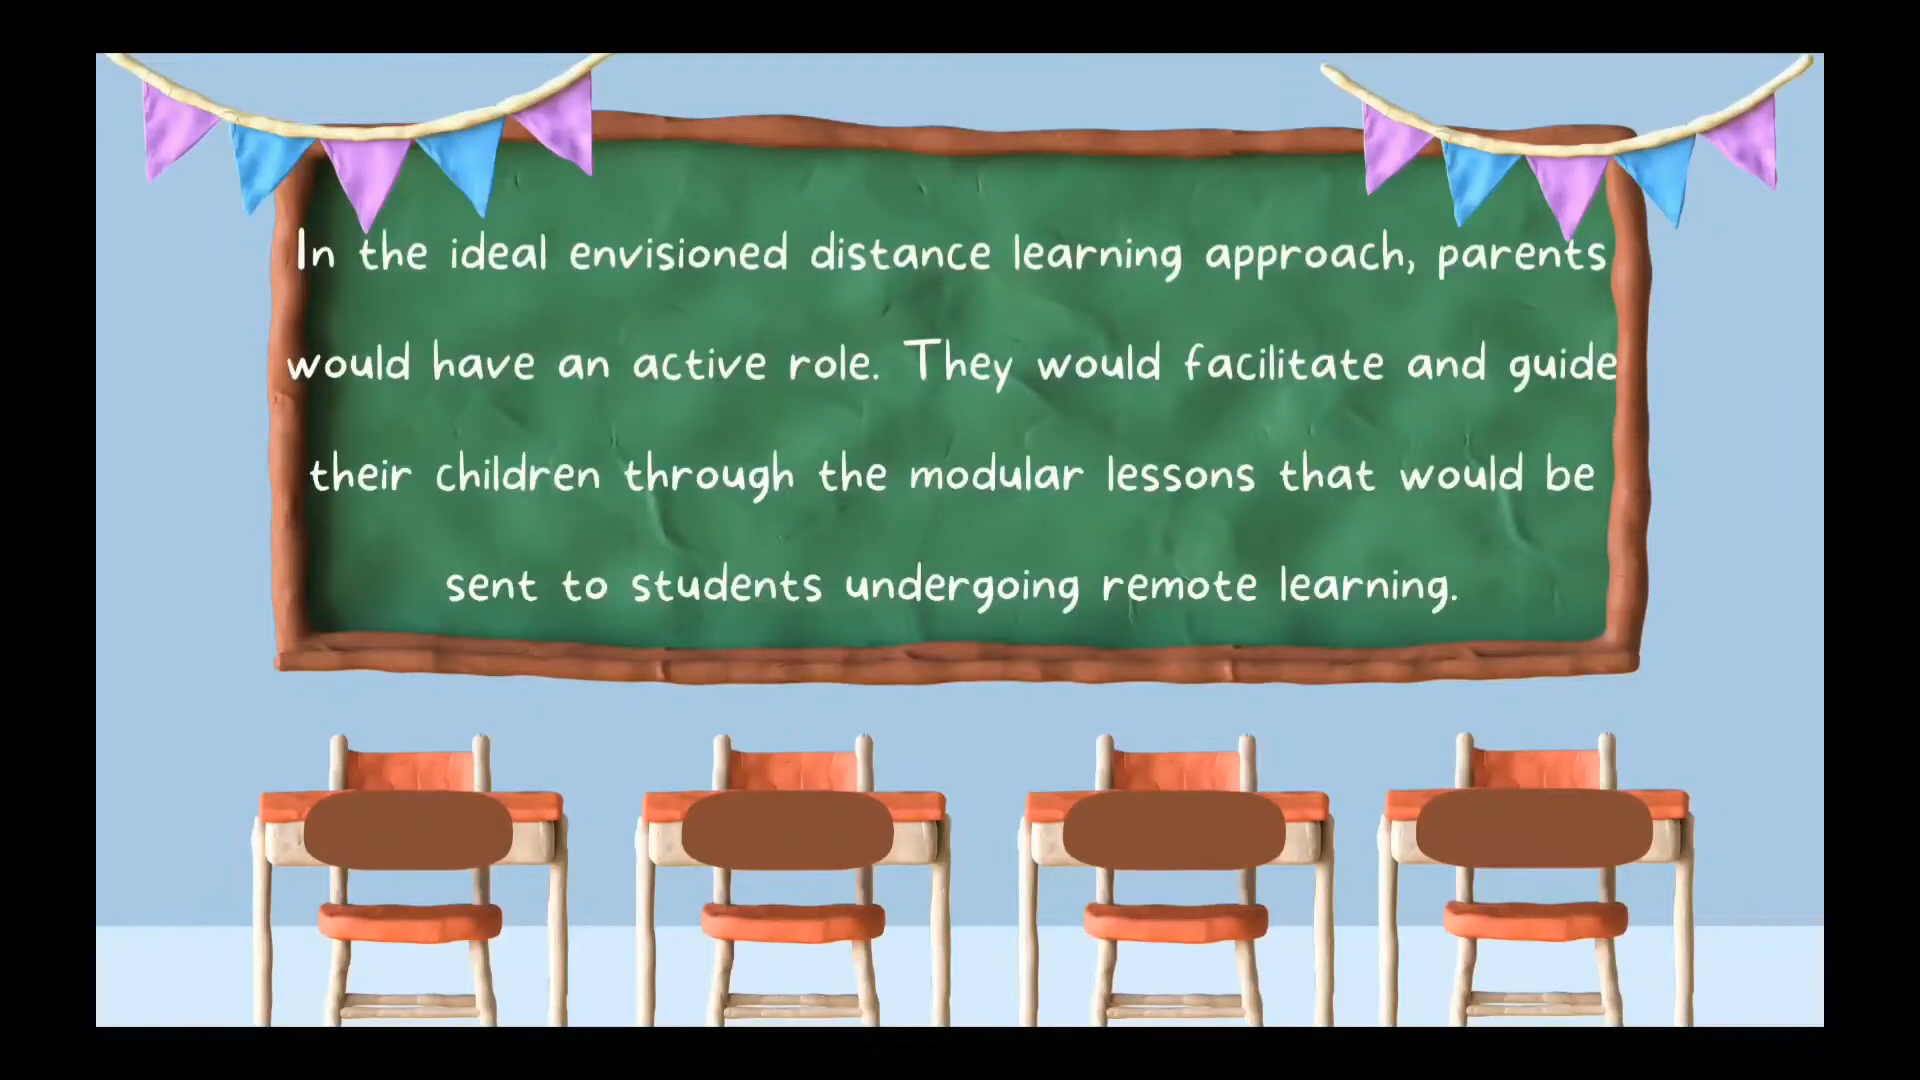 In the ideal envisioned distance learning approach, parents
would have an active role. They would facilitate and guide
their children through the modular lessons that would be
sent to students undergoing remote learning.